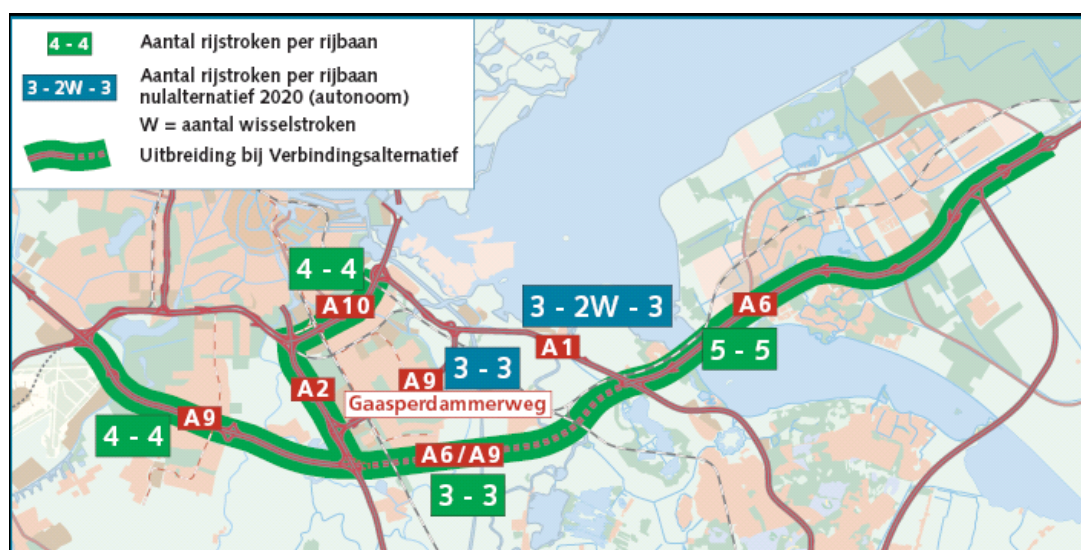 4 - 4
Aantal rijstroken per rijbaan
3 - 2W - 3
Aantal rijstroken per rijbaan
nulalternatief 2020 (autonoom)
W = aantal wisselstroken
Uitbreiding bij Verbindingsalternatief
4 - 4
A10
3 - 2W - 3
A6
A1
5 - 5
3 - 3
A9
A2
Gaasperdammerweg
A9
4 - 4
A6/A9
3 - 3